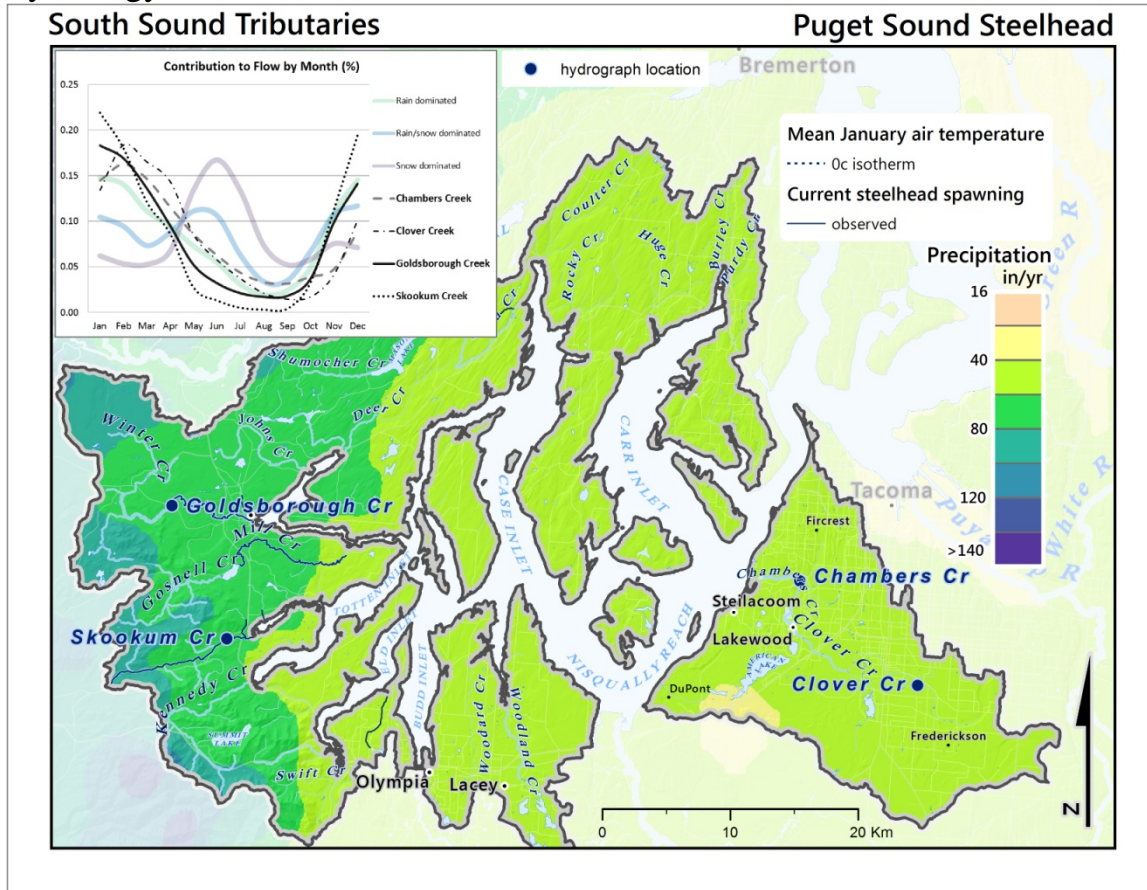 South Sound Tributaries
Puget Sound Steelhead
Contribution to Flow by Month (%)
0.25
0.20
0.15
0.10
0.05
0.00
Jan Feb Mar Apr May Jun Jul Aug Sep Oct Nov Dec
Rain dominated
Rain/snow dominated
Snow dominated
Chambers Creek
Clover Creek
Goldsborough Creek
Skookum Creek
hydrograph location
Bremerton
Mean January air temperature
0c isotherm
Current steelhead spawning
observed
Precipitation
in/yr
16
40
80
120
>140
Green R
White R
Tacoma
Coulter Cr
Rocky Cr
Huge Cr
Burley Cr
Purdy Cr
Shumocher Cr
Deer Cr
Johns Cr
Winter Cr
Goldsborough Cr
Mill Cr
Gosnell Cr
Skookum Cr
Kennedy Cr
SUMMIT
LAKE
Swift Cr
TOTTEN INLET
ELD INLET
BUDD INLET
CASE INLET
CARR INLET
NISQUALLY REACH
Olympia
Lacey
Woodard Cr
Woodland Cr
Fircrest
Chambers Cr
Chambers Cr
Steilacoom
Lakewood
Clover Cr
Clover Cr
AMERICAN
LAKE
DuPont
Frederickson
0 10 20 Km
N